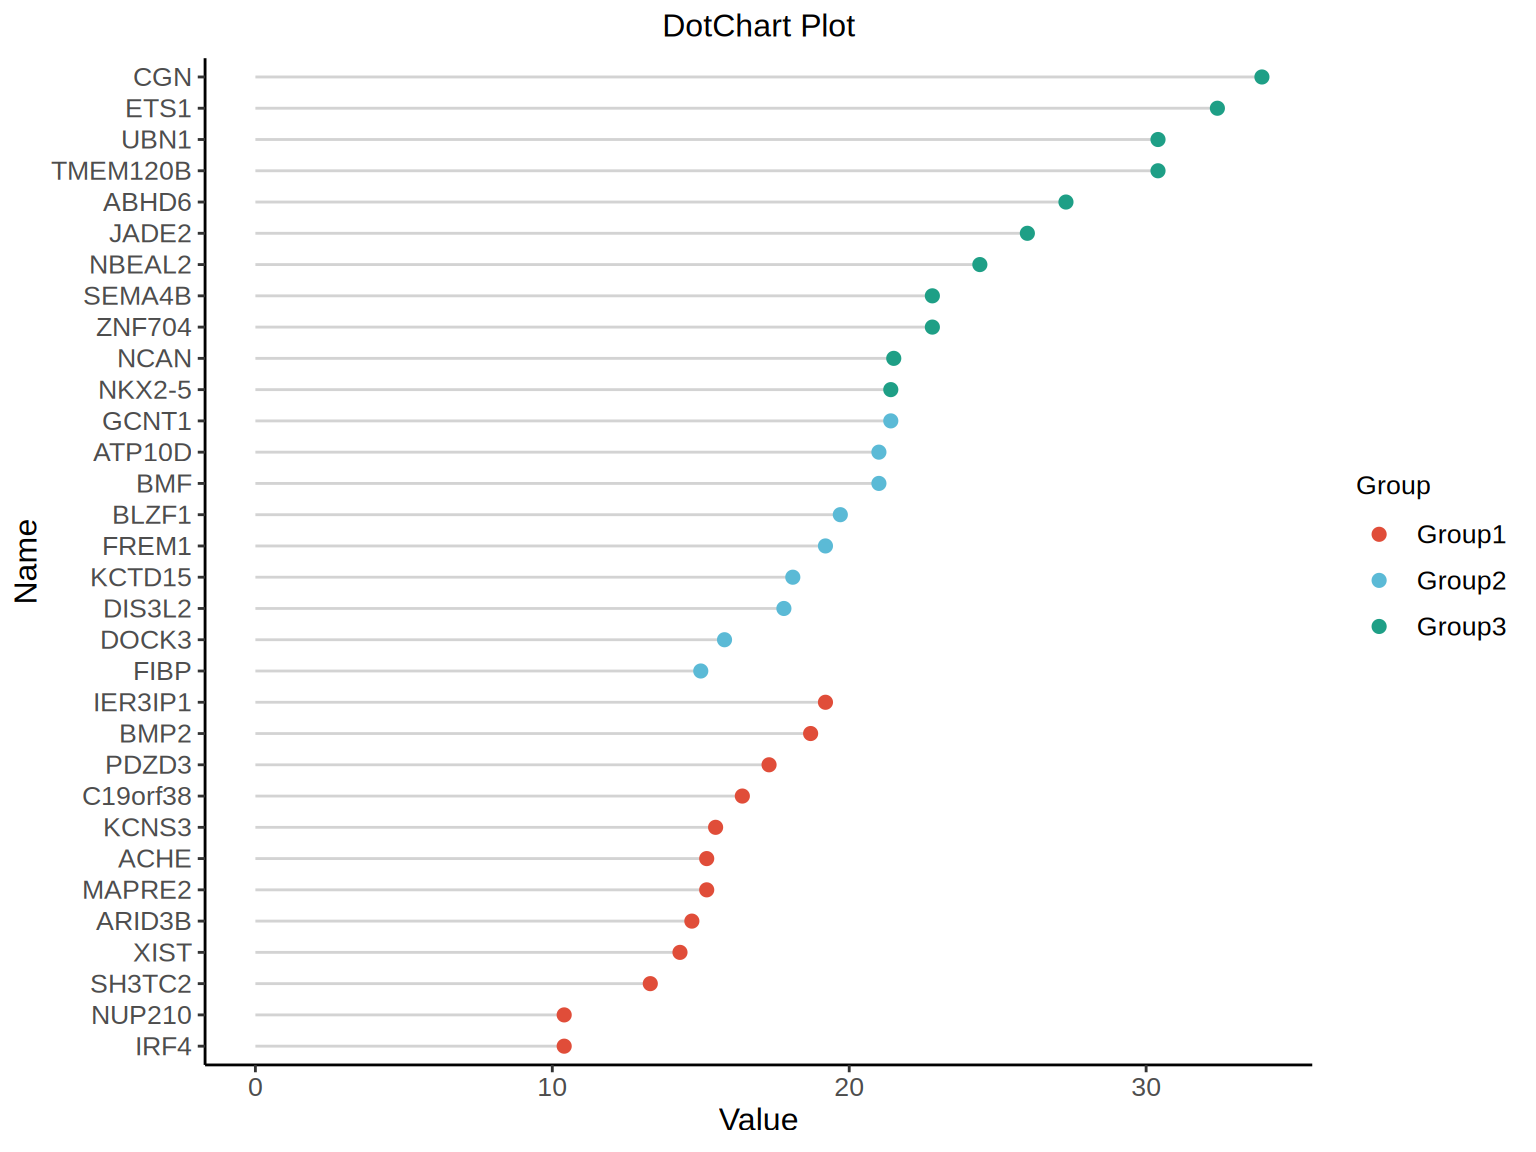 DotChart Plot
CGN
ETS1
UBN1
TMEM120B
ABHD6
JADE2
NBEAL2
SEMA4B
ZNF704
NCAN
NKX2-5
GCNT1
ATP10D
BMF
BLZF1
FREM1
KCTD15
DIS3L2
DOCK3
FIBP
IER3IP1
BMP2
PDZD3
C19orf38
KCNS3
ACHE
MAPRE2
ARID3B
XIST
SH3TC2
NUP210
IRF4
Name
0 10 20 30
Value
Group
Group1
Group2
Group3